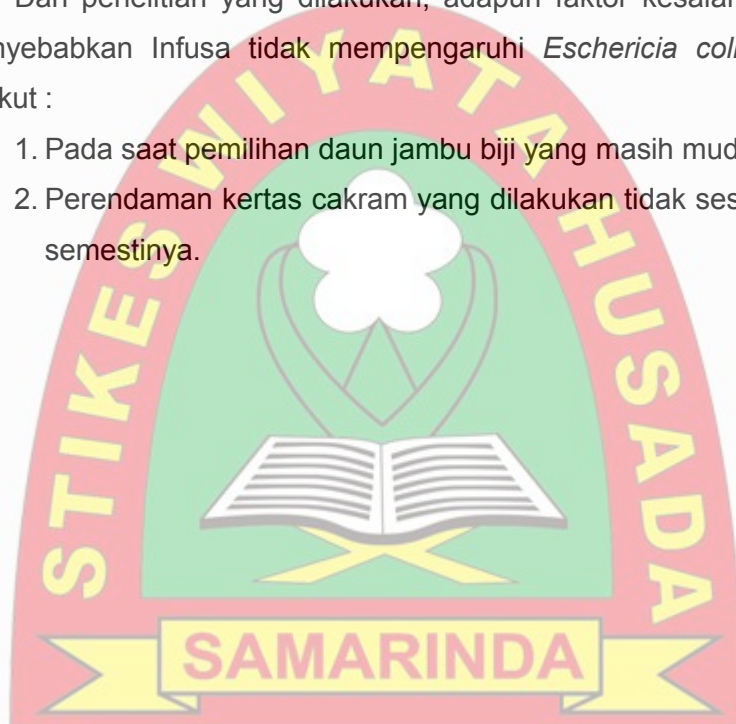 Dari penelitian yang dilakukan, adapun faktor kesalah
nyebabkan Infusa tidak mempengaruhi Eschericia coli
kut :
1. Pada saat pemilihan daun jambu biji yang masih mud
2. Perendaman kertas cakram yang dilakukan tidak ses
semestinya.
STIKES WIYATA HUSADA
SAMARINDA